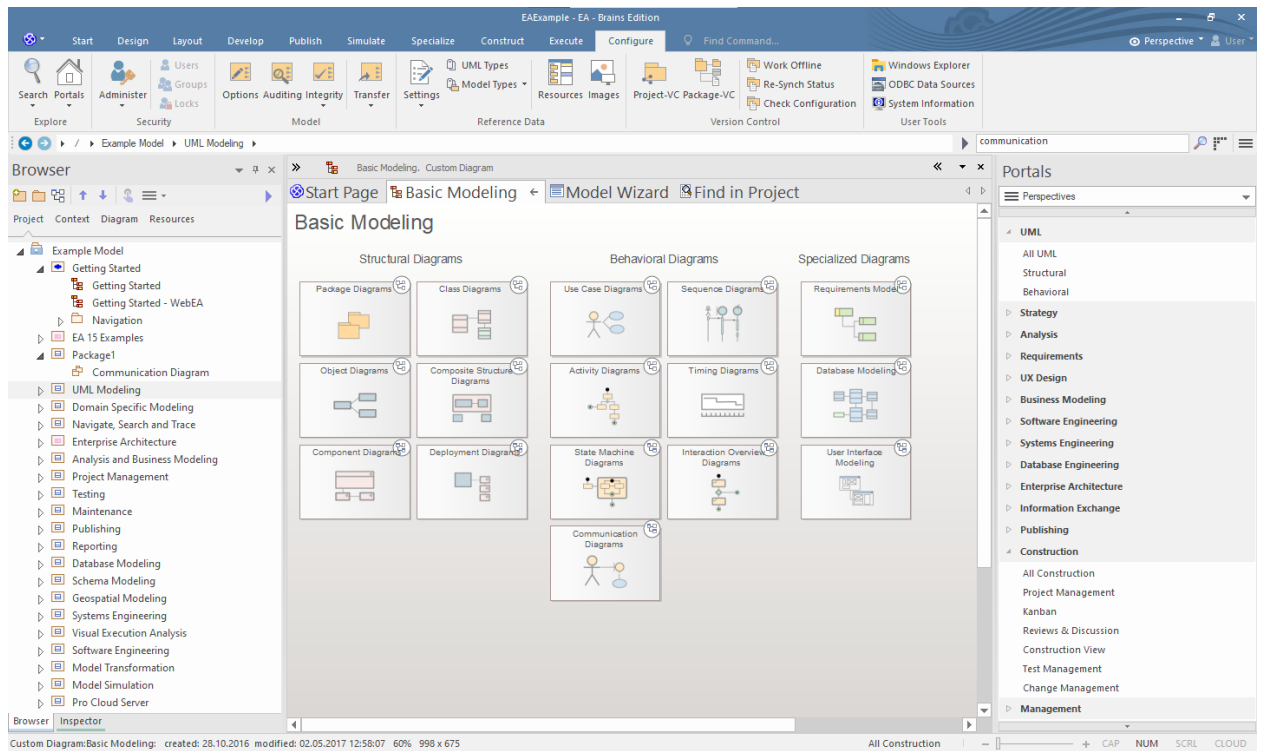 EAExample - EA - Brains Edition
Start Design Layout Develop Publish Simulate Specialize Construct Execute Configure Find Command... Perspective User
Search Portals Administer Users Groups Locks Options Auditing Integrity Transfer Settings UML Types Model Types Resources Images Project-VC Package-VC Work Offline Re-Synch Status Check Configuration Windows Explorer ODBC Data Sources System Information
Explore Security Model Reference Data Version Control User Tools
/ Example Model UML Modeling communication
Browser
Project Context Diagram Resources
Example Model
Getting Started
Getting Started
Getting Started - WebEA
Navigation
EA 15 Examples
Package1
Communication Diagram
UML Modeling
Domain Specific Modeling
Navigate, Search and Trace
Enterprise Architecture
Analysis and Business Modeling
Project Management
Testing
Maintenance
Publishing
Reporting
Database Modeling
Schema Modeling
Geospatial Modeling
Systems Engineering
Visual Execution Analysis
Software Engineering
Model Transformation
Model Simulation
Pro Cloud Server
Browser Inspector
Basic Modeling. Custom Diagram
Start Page Basic Modeling Model Wizard Find in Project
Basic Modeling
Structural Diagrams Behavioral Diagrams Specialized Diagrams
Package Diagrams Class Diagrams Use Case Diagrams Sequence Diagrams Requirements Model
Object Diagrams Composite Structure Diagrams Activity Diagrams Timing Diagrams Database Modeling
Component Diagrams Deployment Diagrams State Machine Diagrams Interaction Overview Diagrams User Interface Modeling
Communication Diagrams
Portals
Perspectives
UML
All UML
Structural
Behavioral
Strategy
Analysis
Requirements
UX Design
Business Modeling
Software Engineering
Systems Engineering
Database Engineering
Enterprise Architecture
Information Exchange
Publishing
Construction
All Construction
Project Management
Kanban
Reviews & Discussion
Construction View
Test Management
Change Management
Management
Custom Diagram:Basic Modeling: created: 28.10.2016 modified: 02.05.2017 12:58:07 60% 998 x 675 All Construction CAP NUM SCRL CLOUD